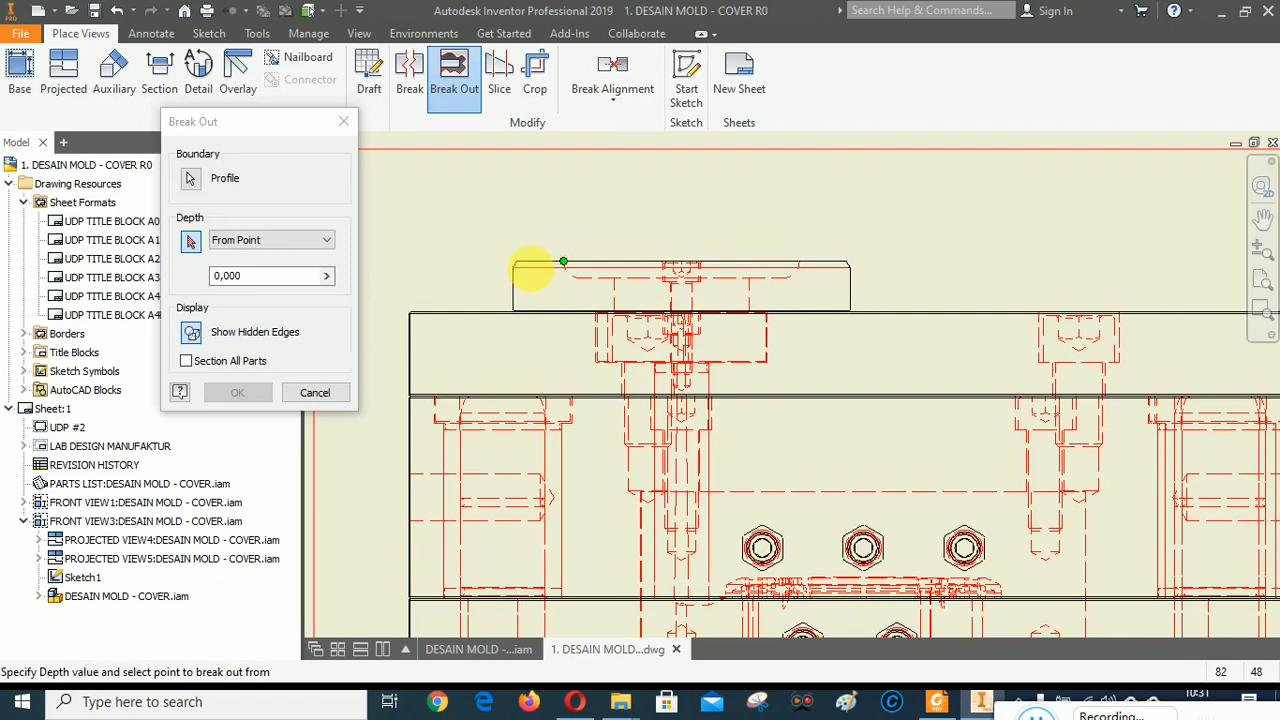 PRO
Autodesk Inventor Professional 2019   1. DESAIN MOLD - COVER R0
Search Help & Commands...
Sign In
File
Place Views
Annotate
Sketch
Tools
Manage
View
Environments
Get Started
Add-Ins
Collaborate
Base
Projected
Auxiliary
Section
Detail
Overlay
Nailboard
Connector
Draft
Break
Break Out
Slice
Crop
Break Alignment
Start
Sketch
New Sheet
Modify
Sketch
Sheets
Model
1. DESAIN MOLD - COVER R0
Drawing Resources
Sheet Formats
UDP TITLE BLOCK A0
UDP TITLE BLOCK A1
UDP TITLE BLOCK A2
UDP TITLE BLOCK A3
UDP TITLE BLOCK A4
Borders
Title Blocks
Sketch Symbols
AutoCAD Blocks
Sheet:1
UDP #2
LAB DESIGN MANUFAKTUR
REVISION HISTORY
PARTS LIST:DESAIN MOLD - COVER.iam
FRONT VIEW1:DESAIN MOLD - COVER.iam
FRONT VIEW3:DESAIN MOLD - COVER.iam
PROJECTED VIEW4:DESAIN MOLD - COVER.iam
PROJECTED VIEW5:DESAIN MOLD - COVER.iam
Sketch1
DESAIN MOLD - COVER.iam
Break Out
Boundary
Profile
Depth
From Point
0,000
Display
Show Hidden Edges
Section All Parts
OK
Cancel
DESAIN MOLD -...iam
1. DESAIN MOLD...dwg
Specify Depth value and select point to break out from
82
48
Type here to search
10:31
Recording...